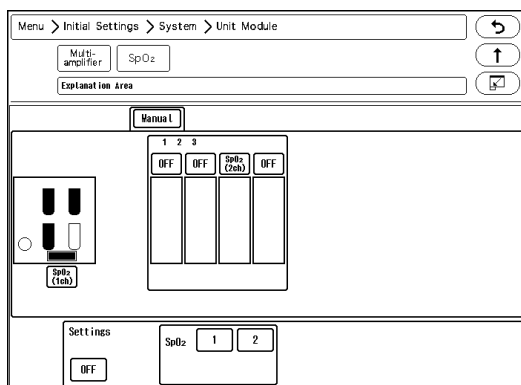 Menu > Initial Settings > System > Unit Module
Multi-
amplifier
SpO₂
Explanation Area
Manual
1 2 3
OFF OFF SpO₂ OFF
(2ch)
SpO₂
(1ch)
Settings
SpO₂ 1 2
OFF